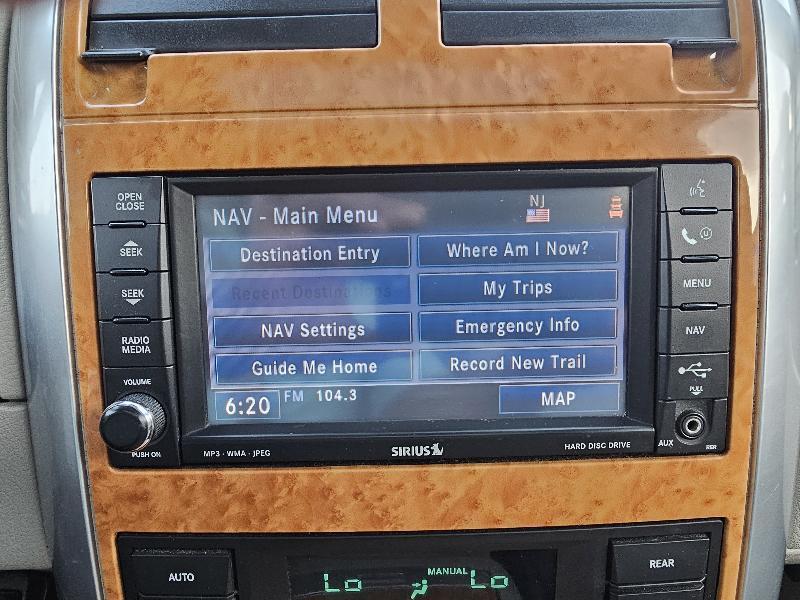 OPEN
CLOSE
SEEK
SEEK
RADIO
MEDIA
VOLUME
PUSH ON
NAV - Main Menu
NJ
Destination Entry
Where Am I Now?
Recent Destinations
My Trips
NAV Settings
Emergency Info
Guide Me Home
Record New Trail
6:20
FM 104.3
MAP
MP3 · WMA · JPEG
SIRIUS
HARD DISC DRIVE
MENU
NAV
PULL
AUX
RER
AUTO
Lo
MANUAL
Lo
REAR